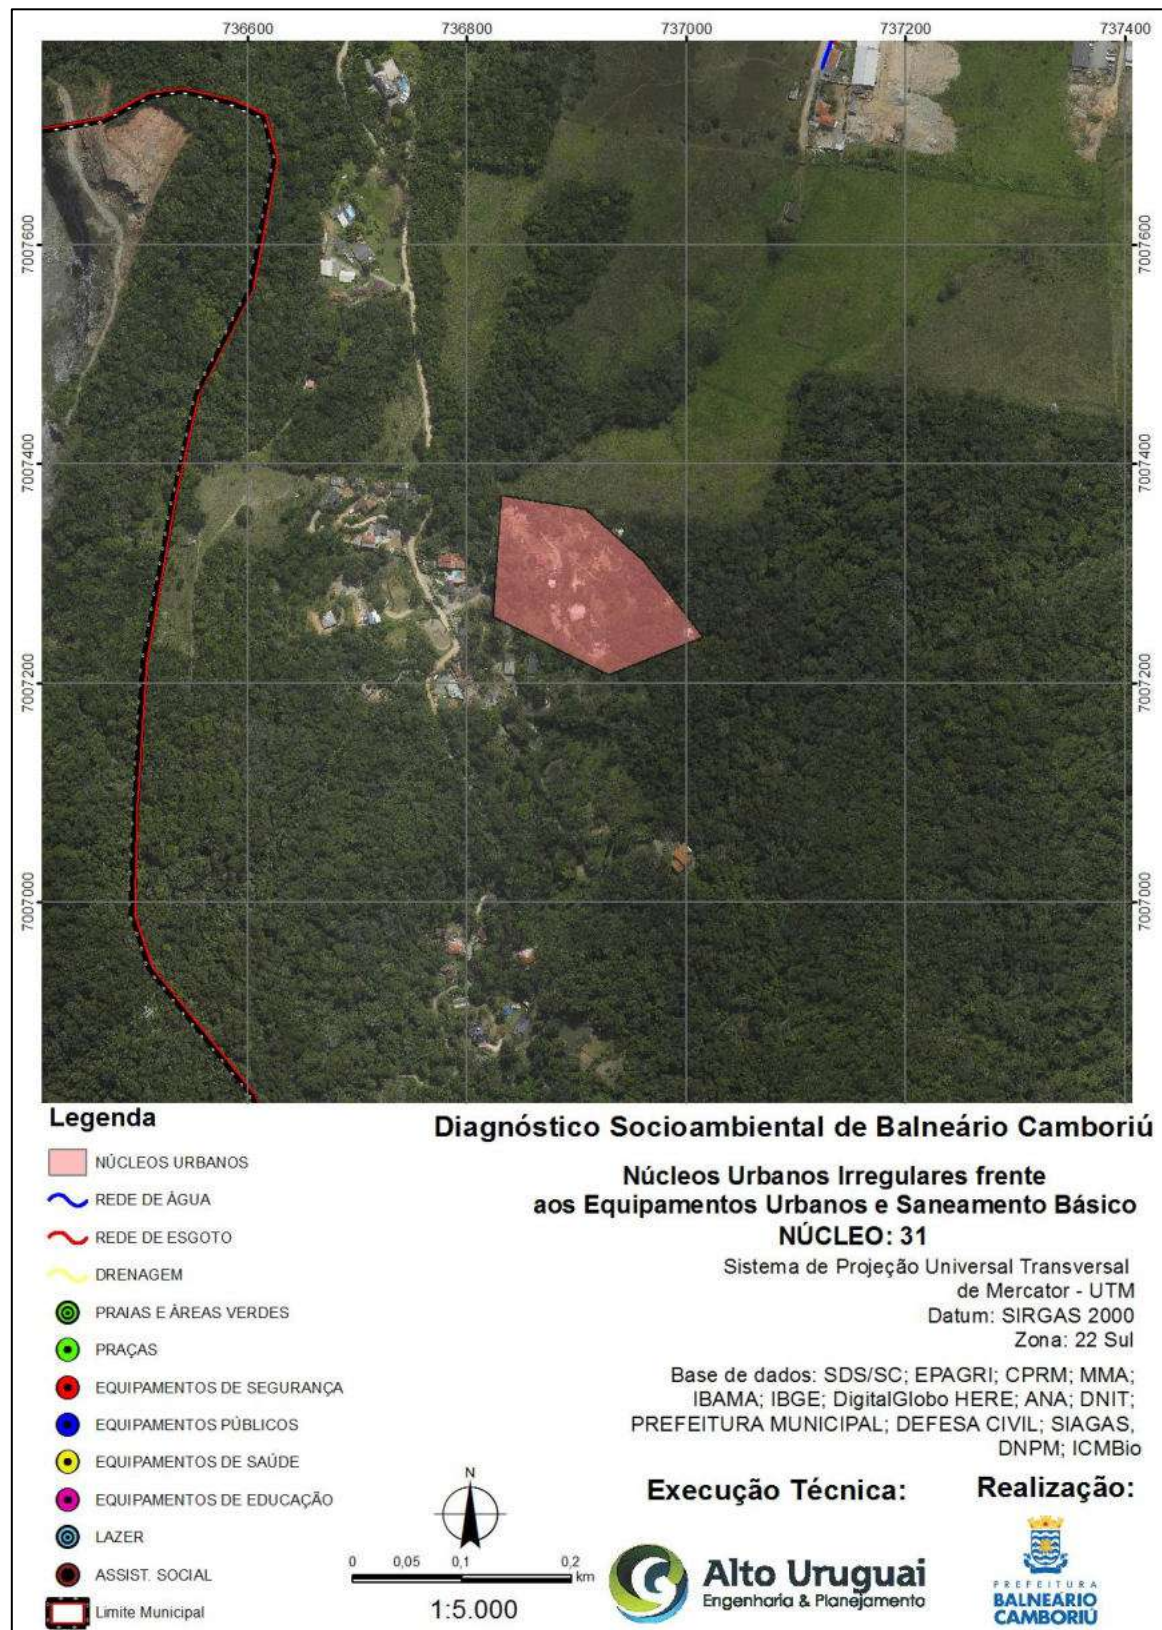 736600
736800
737000
737200
737400
7007600
7007600
7007400
7007400
7007200
7007200
7007000
7007000
Legenda
NÚCLEOS URBANOS
REDE DE ÁGUA
REDE DE ESGOTO
DRENAGEM
PRAIAS E ÁREAS VERDES
PRAÇAS
EQUIPAMENTOS DE SEGURANÇA
EQUIPAMENTOS PÚBLICOS
EQUIPAMENTOS DE SAÚDE
EQUIPAMENTOS DE EDUCAÇÃO
LAZER
ASSIST. SOCIAL
Limite Municipal
Diagnóstico Socioambiental de Balneário Camboriú
Núcleos Urbanos Irregulares frente
aos Equipamentos Urbanos e Saneamento Básico
NÚCLEO: 31
Sistema de Projeção Universal Transversal
de Mercator - UTM
Datum: SIRGAS 2000
Zona: 22 Sul
Base de dados: SDS/SC; EPAGRI; CPRM; MMA;
IBAMA; IBGE; DigitalGlobo HERE; ANA; DNIT;
PREFEITURA MUNICIPAL; DEFESA CIVIL; SIAGAS,
DNPM; ICMBio
N
0 0,05 0,1 0,2
km
1:5.000
Execução Técnica:
Alto Uruguai
Engenharia & Planejamento
Realização:
PREFEITURA
BALNEÁRIO
CAMBORIÚ